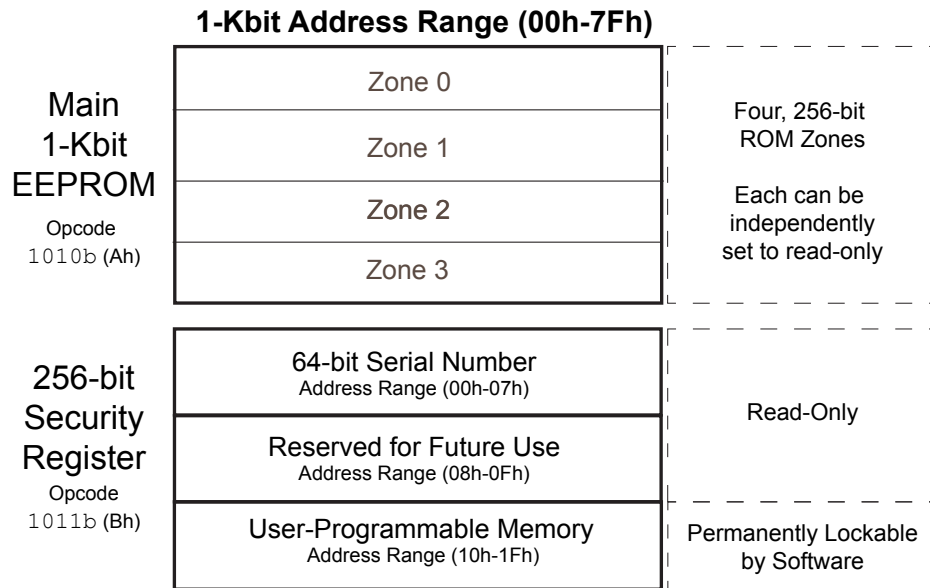 1-Kbit Address Range (00h-7Fh)
Main
1-Kbit
EEPROM
Opcode
1010b (Ah)
Zone 0
Zone 1
Zone 2
Zone 3
Four, 256-bit
ROM Zones
Each can be
independently
set to read-only
256-bit
Security
Register
Opcode
1011b (Bh)
64-bit Serial Number
Address Range (00h-07h)
Reserved for Future Use
Address Range (08h-0Fh)
User-Programmable Memory
Address Range (10h-1Fh)
Read-Only
Permanently Lockable
by Software